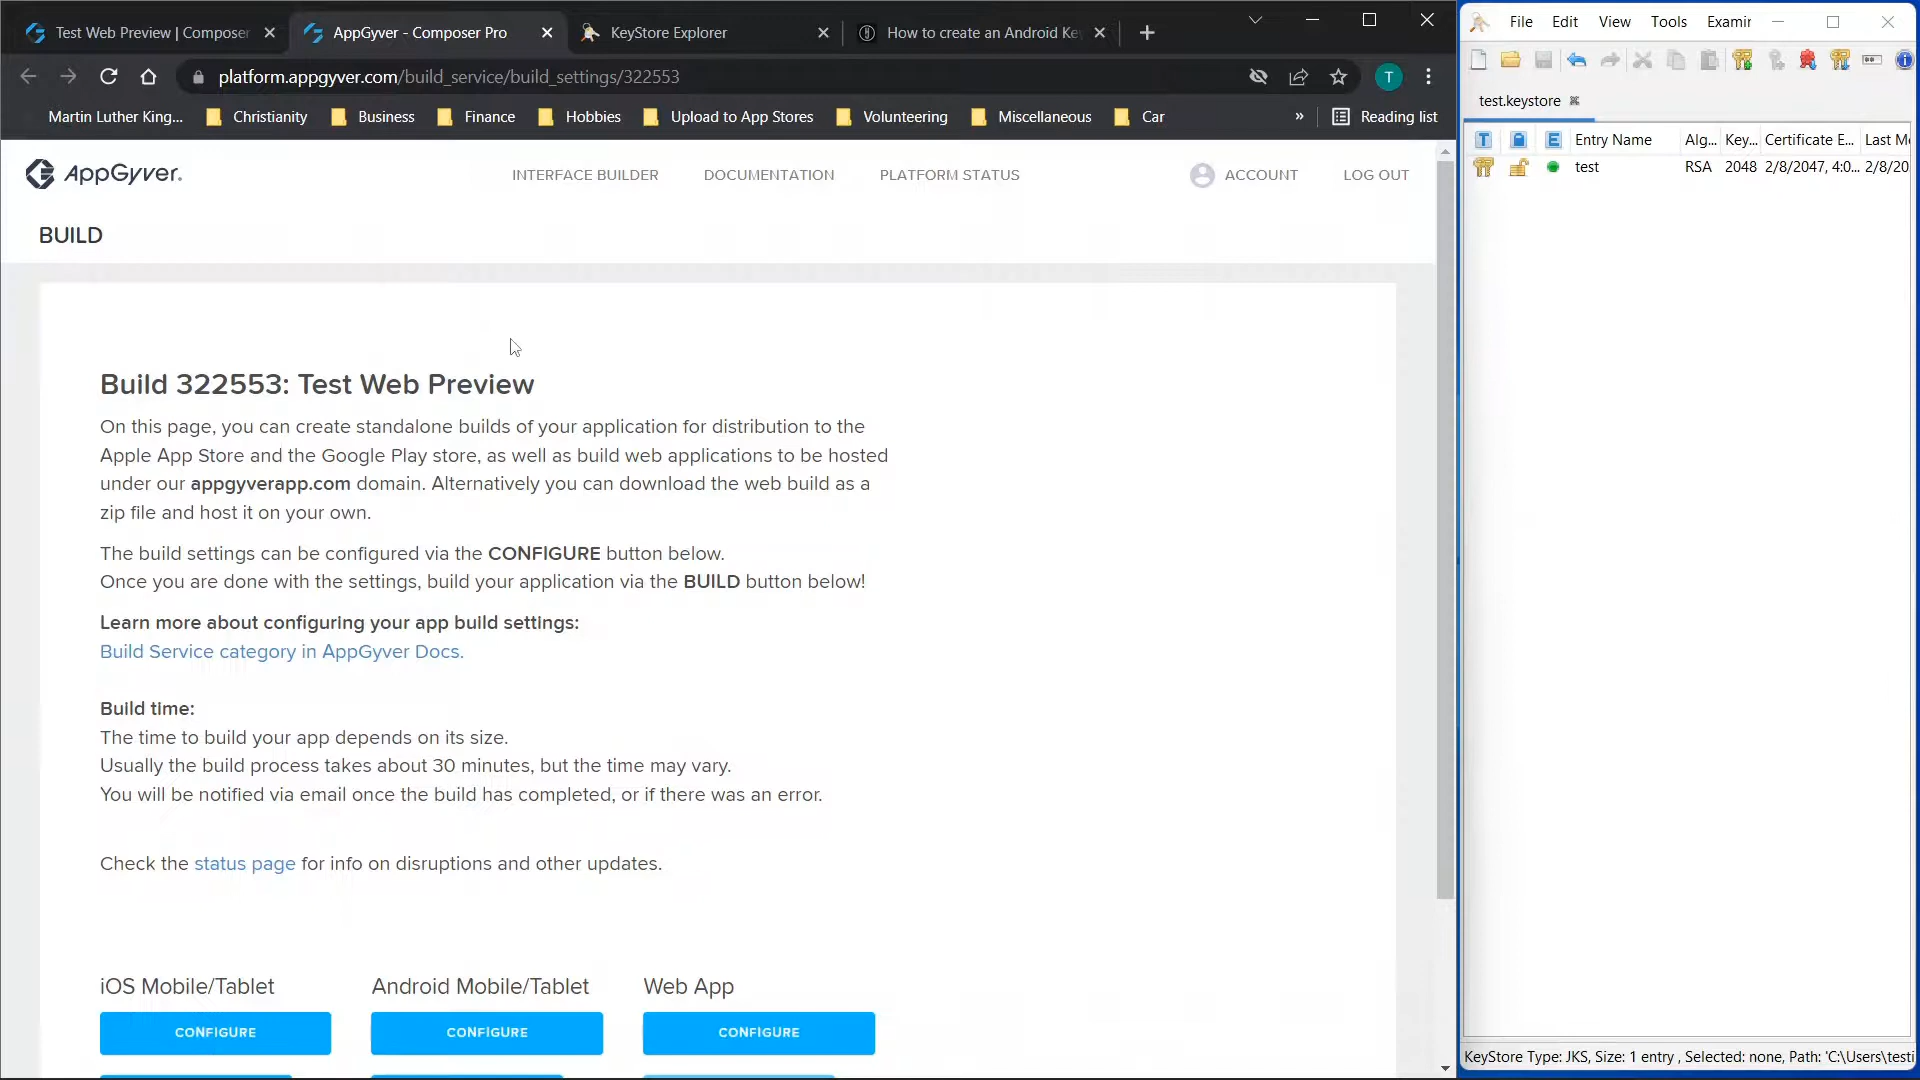 Test Web Preview | Composer
AppGyver - Composer Pro
KeyStore Explorer
How to create an Android Ke
platform.appgyver.com/build_service/build_settings/322553
T
Martin Luther King...
Christianity
Business
Finance
Hobbies
Upload to App Stores
Volunteering
Miscellaneous
Car
»
Reading list
AppGyver.
INTERFACE BUILDER
DOCUMENTATION
PLATFORM STATUS
ACCOUNT
LOG OUT
BUILD
Build 322553: Test Web Preview
On this page, you can create standalone builds of your application for distribution to the
Apple App Store and the Google Play store, as well as build web applications to be hosted
under our appgyverapp.com domain. Alternatively you can download the web build as a
zip file and host it on your own.
The build settings can be configured via the CONFIGURE button below.
Once you are done with the settings, build your application via the BUILD button below!
Learn more about configuring your app build settings:
Build Service category in AppGyver Docs.
Build time:
The time to build your app depends on its size.
Usually the build process takes about 30 minutes, but the time may vary.
You will be notified via email once the build has completed, or if there was an error.
Check the status page for info on disruptions and other updates.
iOS Mobile/Tablet
Android Mobile/Tablet
Web App
CONFIGURE
CONFIGURE
CONFIGURE
File Edit View Tools Examin
test.keystore
T E Entry Name Alg... Key... Certificate E... Last M
test RSA 2048 2/8/2047, 4:0... 2/8/20
KeyStore Type: JKS, Size: 1 entry , Selected: none, Path: 'C:\Users\testi